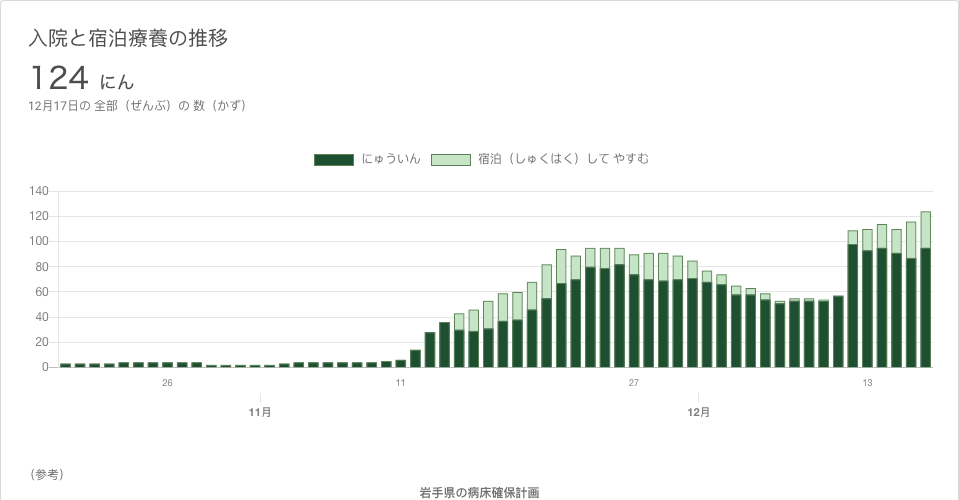 入院と宿泊療養の推移
124 にん
12月17日の 全部（ぜんぶ）の 数（かず）
にゅういん 宿泊（しゅくはく）して やすむ
140
120
100
80
60
40
20
0
26 11 27 13
11月 12月
（参考）
岩手県の病床確保計画